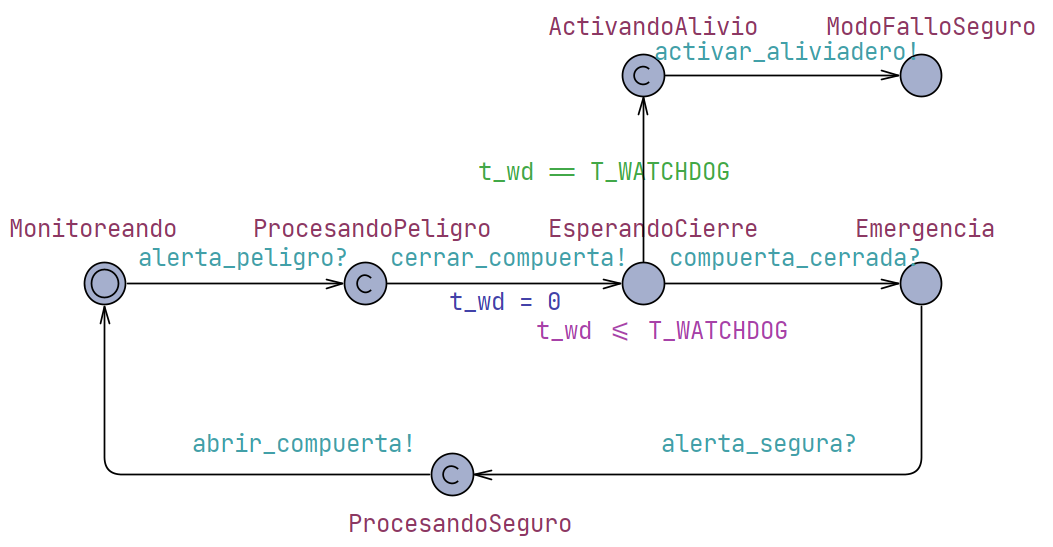 ActivandoAlivio
ModoFalloSeguro
activar_aliviadero!
C
t_wd == T_WATCHDOG
Monitoreando
ProcesandoPeligro
EsperandoCierre
Emergencia
alerta_peligro?
cerrar_compuerta!
compuerta_cerrada?
C
t_wd = 0
t_wd <= T_WATCHDOG
abrir_compuerta!
alerta_segura?
C
ProcesandoSeguro